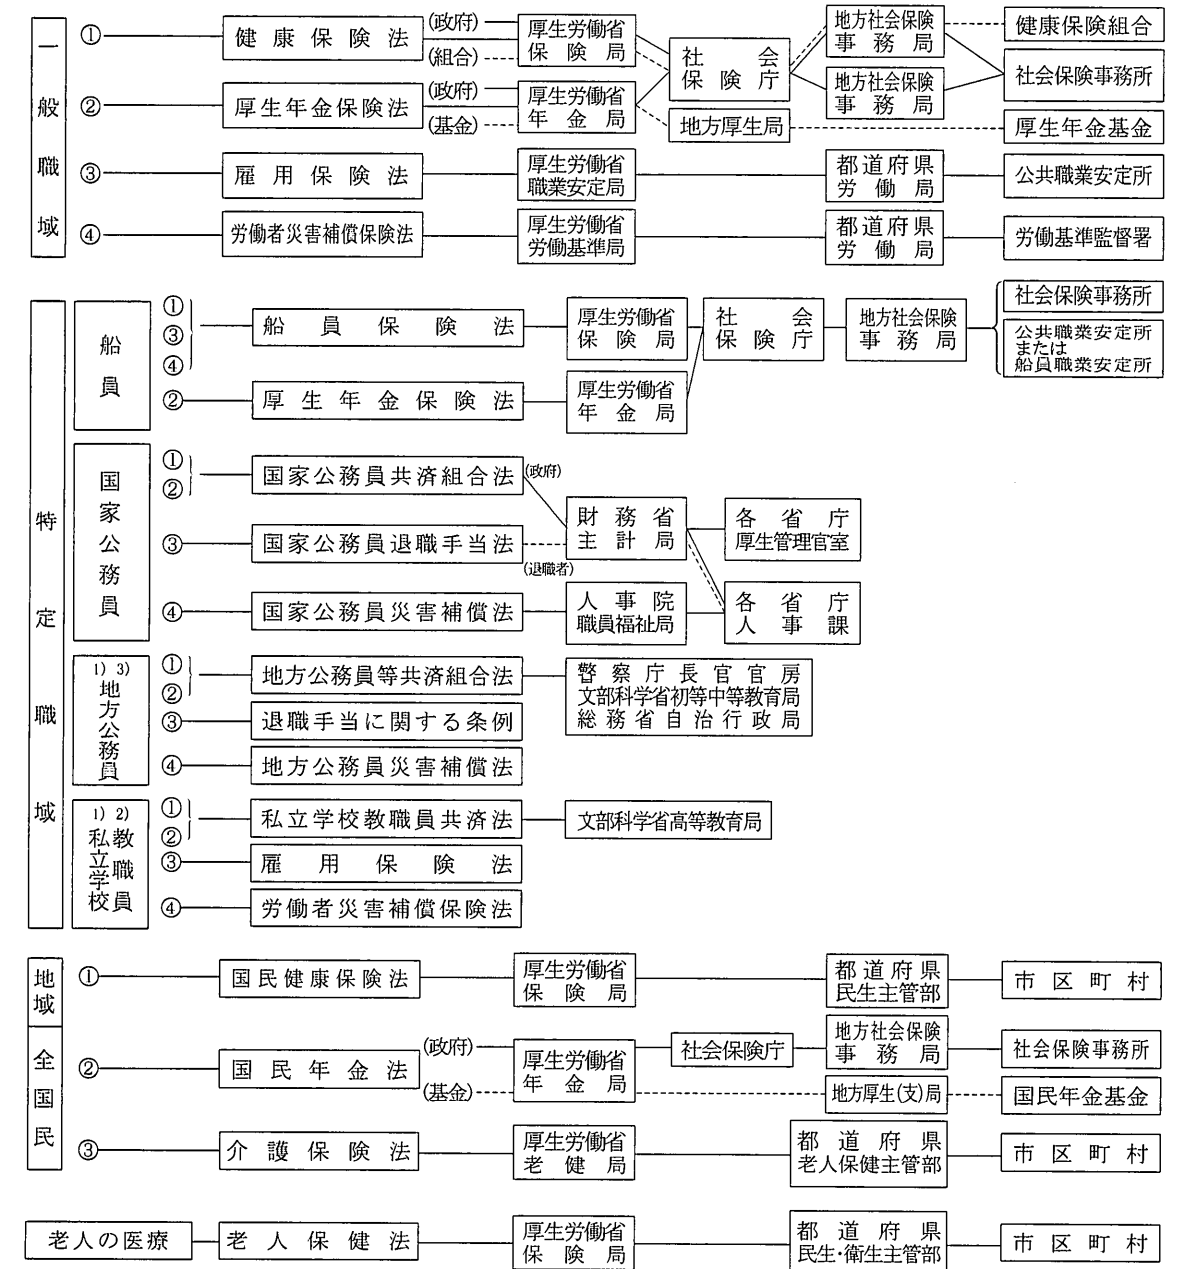 一般職域
① 健康保険法 (政府) 厚生労働省 社会 地方社会保険 健康保険組合
(組合) 保険局 保険庁 事務局
地方社会保険 社会保険事務所
事務局
② 厚生年金保険法 (政府) 厚生労働省
(基金) 年金局 地方厚生局 厚生年金基金
③ 雇用保険法 厚生労働省 都道府県 公共職業安定所
職業安定局 労働局
④ 労働者災害補償保険法 厚生労働省 都道府県 労働基準監督署
労働基準局 労働局
特定職域
船員
① ③ ④ 船員保険法 厚生労働省 社会 地方社会保険 社会保険事務所
保険局 保険庁 事務局 公共職業安定所
または
船員職業安定所
② 厚生年金保険法 厚生労働省
年金局
国家公務員
① ② 国家公務員共済組合法 (政府)
財務省 各省庁
主計局 厚生管理官室
③ 国家公務員退職手当法
(退職者)
④ 国家公務員災害補償法 人事院 各省庁
職員福祉局 人事課
1) 3)
地方公務員
① ② 地方公務員等共済組合法 警察庁長官官房
文部科学省初等中等教育局
総務省自治行政局
③ 退職手当に関する条例
④ 地方公務員災害補償法
1) 2)
私立学校教職員
① ② 私立学校教職員共済法 文部科学省高等教育局
③ 雇用保険法
④ 労働者災害補償保険法
地域
① 国民健康保険法 厚生労働省 都道府県 市区町村
保険局 民生主管部
全国民
② 国民年金法 (政府) 厚生労働省 社会保険庁 地方社会保険 社会保険事務所
年金局 事務局
(基金) 地方厚生(支)局 国民年金基金
③ 介護保険法 厚生労働省 都道府県 市区町村
老健局 老人保健主管部
老人の医療 老人保健法 厚生労働省 都道府県 市区町村
保険局 民生・衛生主管部